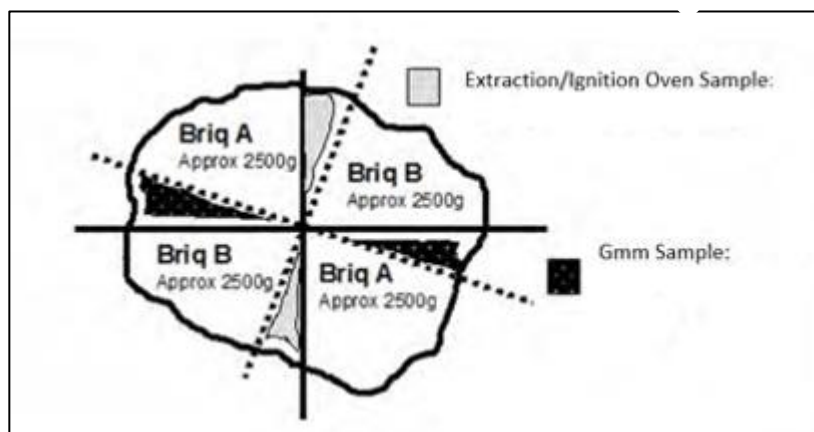 Extraction/Ignition Oven Sample:
Briq A
Approx 2500g
Briq B
Approx 2500g
Briq B
Approx 2500g
Briq A
Approx 2500g
Gmm Sample: